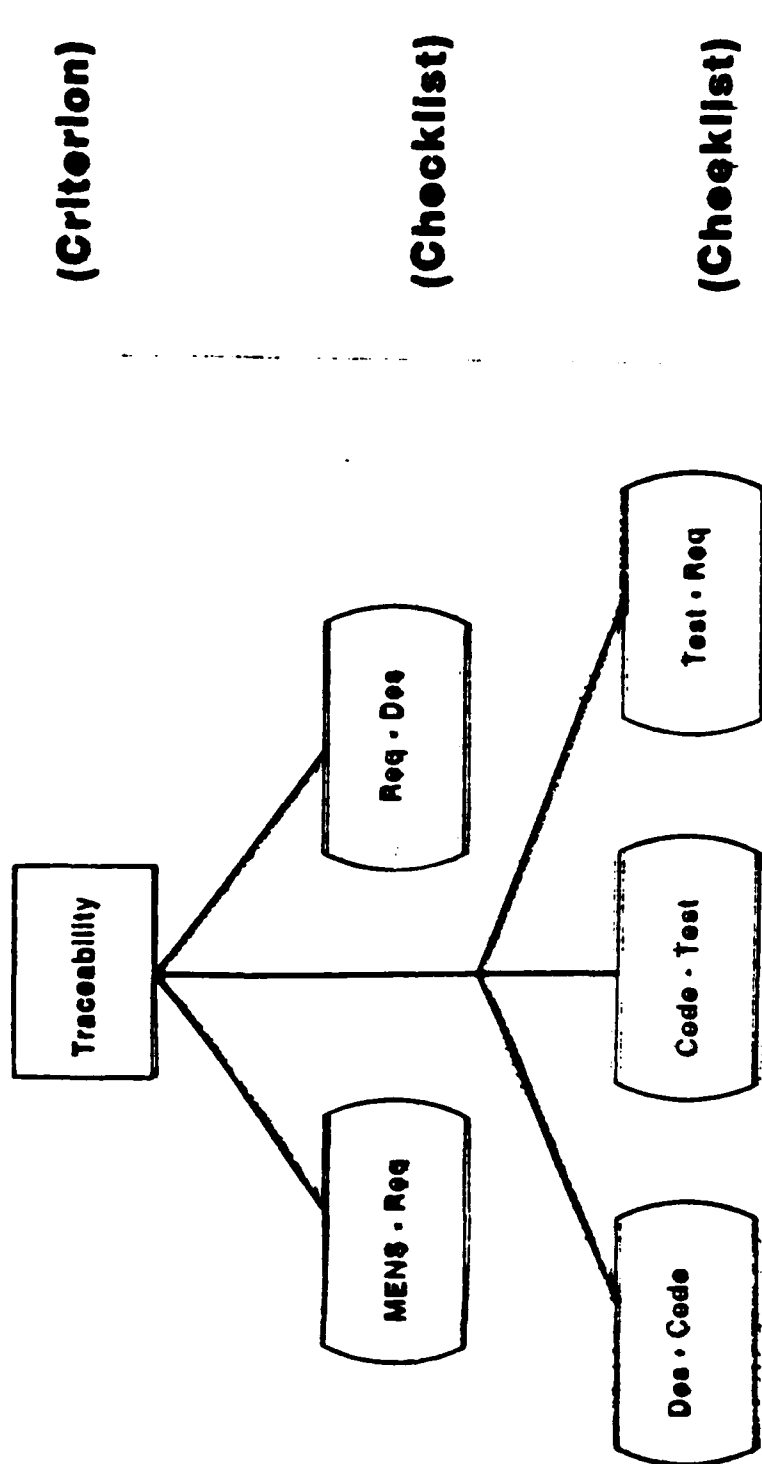 Traceability
(Criterion)
MENS - Req
Req - Des
(Checklist)
Des - Code
Code - Test
Test - Req
(Checklist)